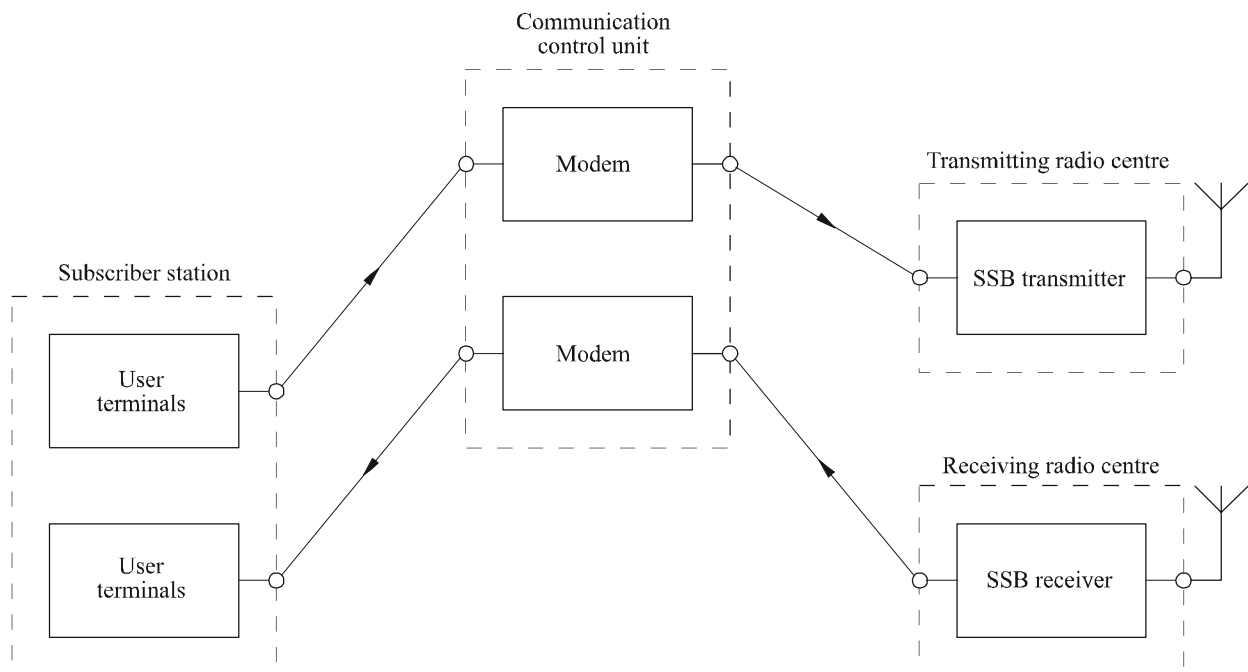 Communication
control unit
Modem
Transmitting radio centre
SSB transmitter
Subscriber station
User
terminals
Modem
Receiving radio centre
User
terminals
SSB receiver